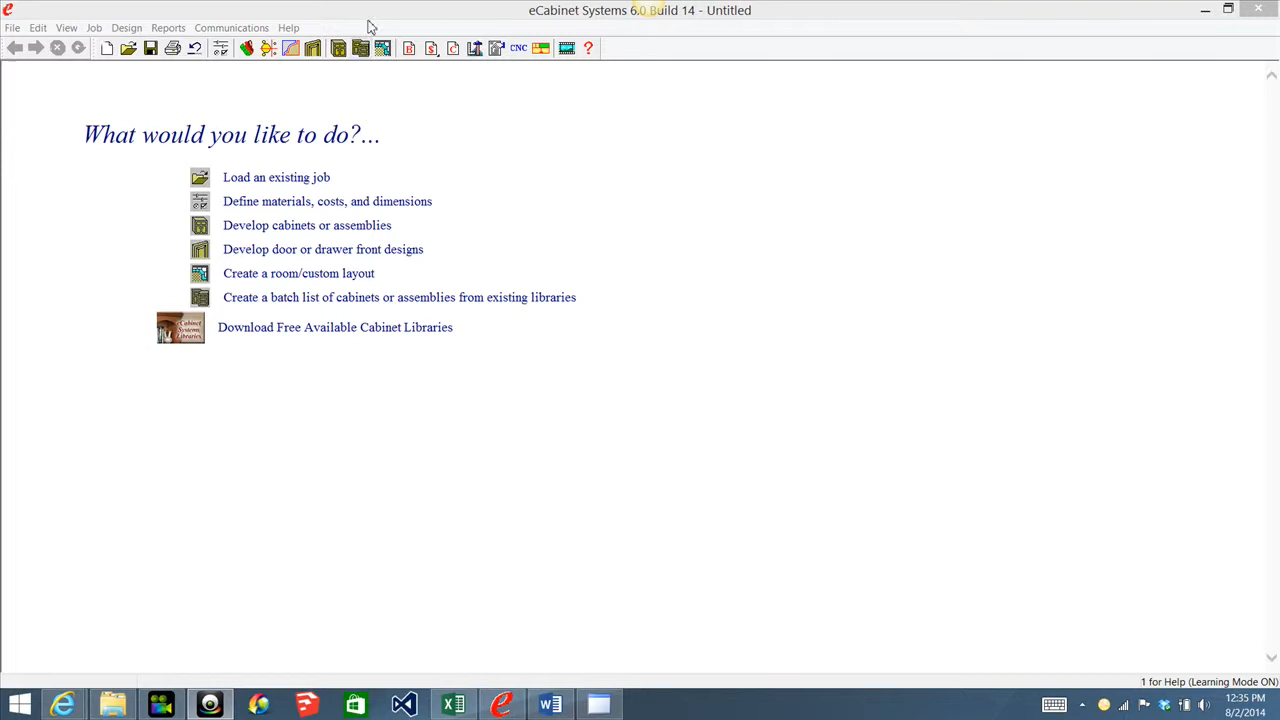 eCabinet Systems 6.0 Build 14 - Untitled
File Edit View Job Design Reports Communications Help
B $ C CNC ?
What would you like to do?...
Load an existing job
Define materials, costs, and dimensions
Develop cabinets or assemblies
Develop door or drawer front designs
Create a room/custom layout
Create a batch list of cabinets or assemblies from existing libraries
eCabinet
Systems
Libraries
Download Free Available Cabinet Libraries
1 for Help (Learning Mode ON)
12:35 PM
8/2/2014